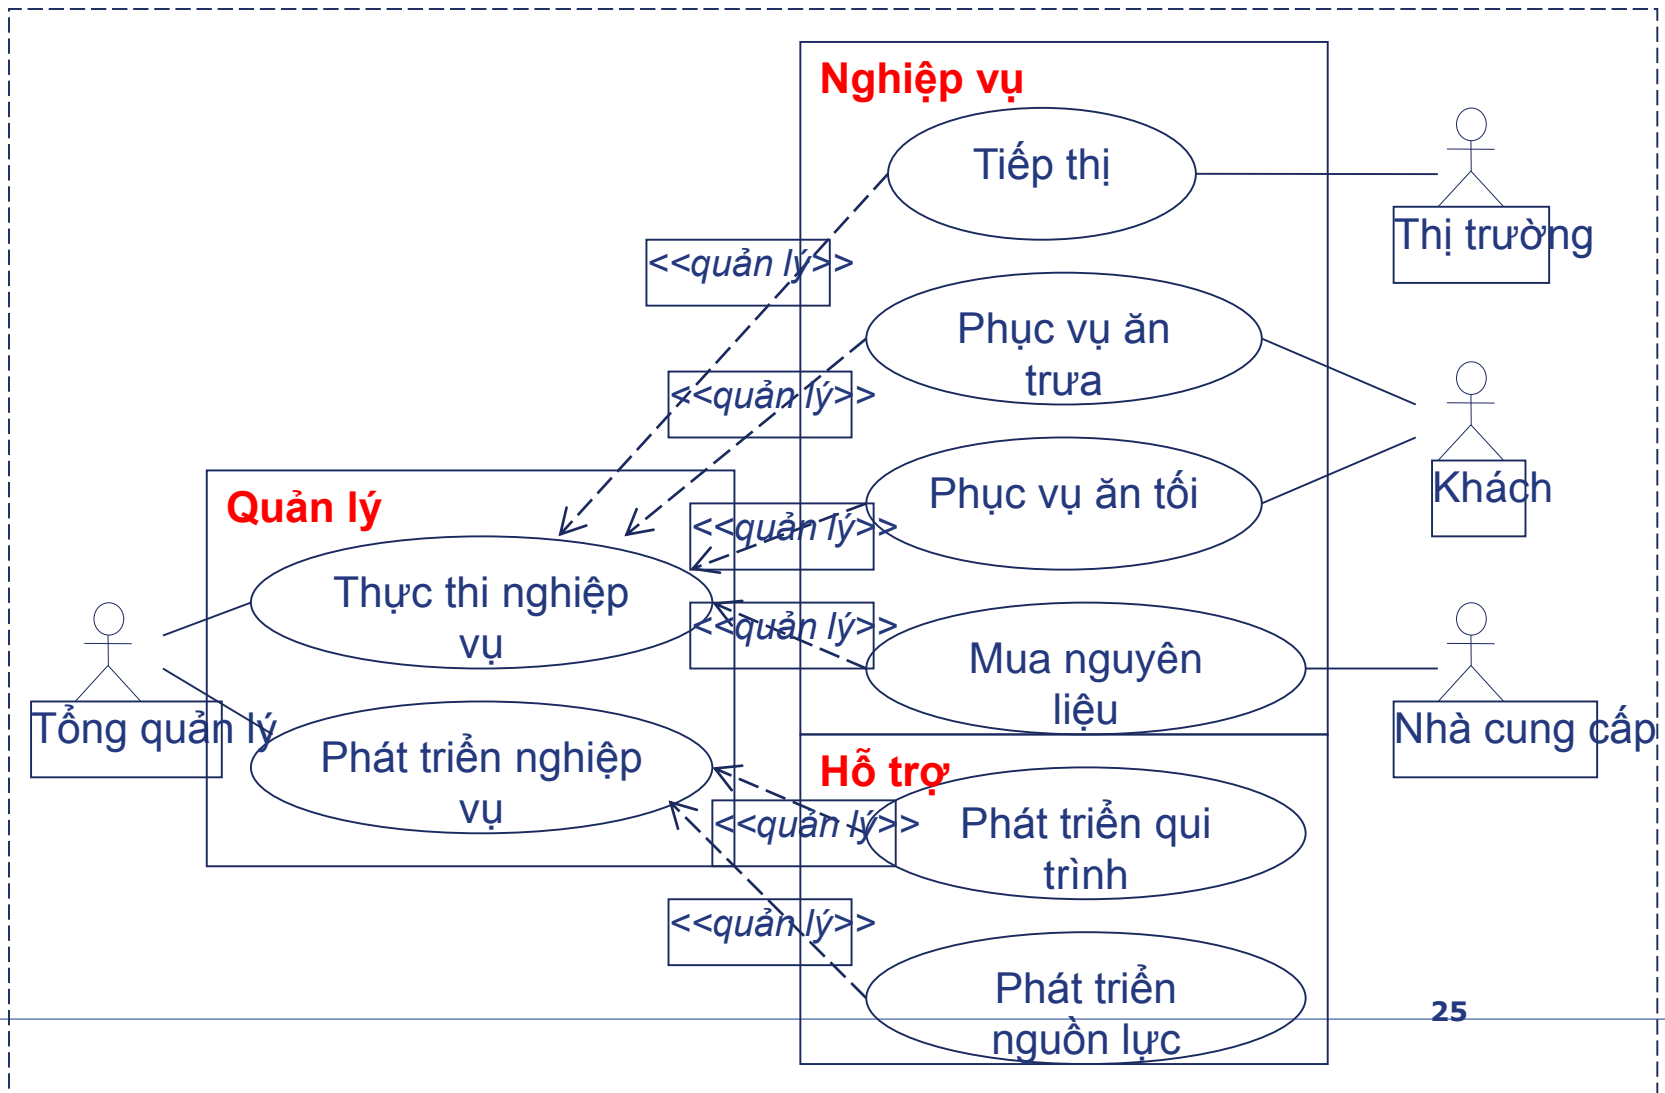 Nghiệp vụ
Tiếp thị
<<quản lý>>
Thị trường
Phục vụ ăn
trưa
<<quản lý>>
Khách
Phục vụ ăn tối
Quản lý
<<quản lý>>
Thực thi nghiệp
vụ
<<quản lý>>
Mua nguyên
liệu
Tổng quản lý
Nhà cung cấp
Phát triển nghiệp
vụ
Hỗ trợ
<<quản lý>>
Phát triển qui
trình
<<quản lý>>
Phát triển
nguồn lực
25